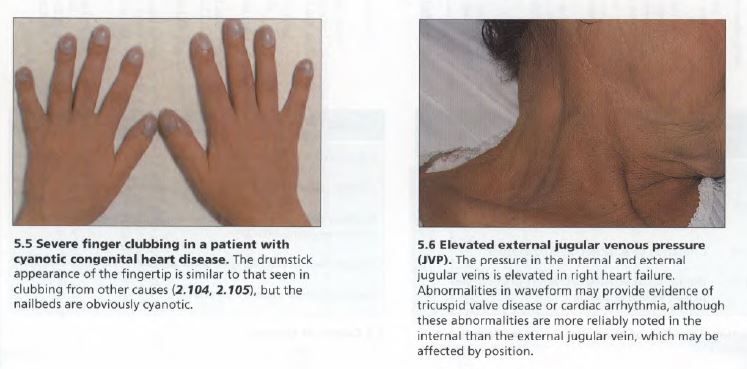 5.5 Severe finger clubbing in a patient with
cyanotic congenital heart disease. The drumstick
appearance of the fingertip is similar to that seen in
clubbing from other causes (2.104, 2.105), but the
nailbeds are obviously cyanotic.
5.6 Elevated external jugular venous pressure
(JVP). The pressure in the internal and external
jugular veins is elevated in right heart failure.
Abnormalities in waveform may provide evidence of
tricuspid valve disease or cardiac arrhythmia, although
these abnormalities are more reliably noted in the
internal than the external jugular vein, which may be
affected by position.